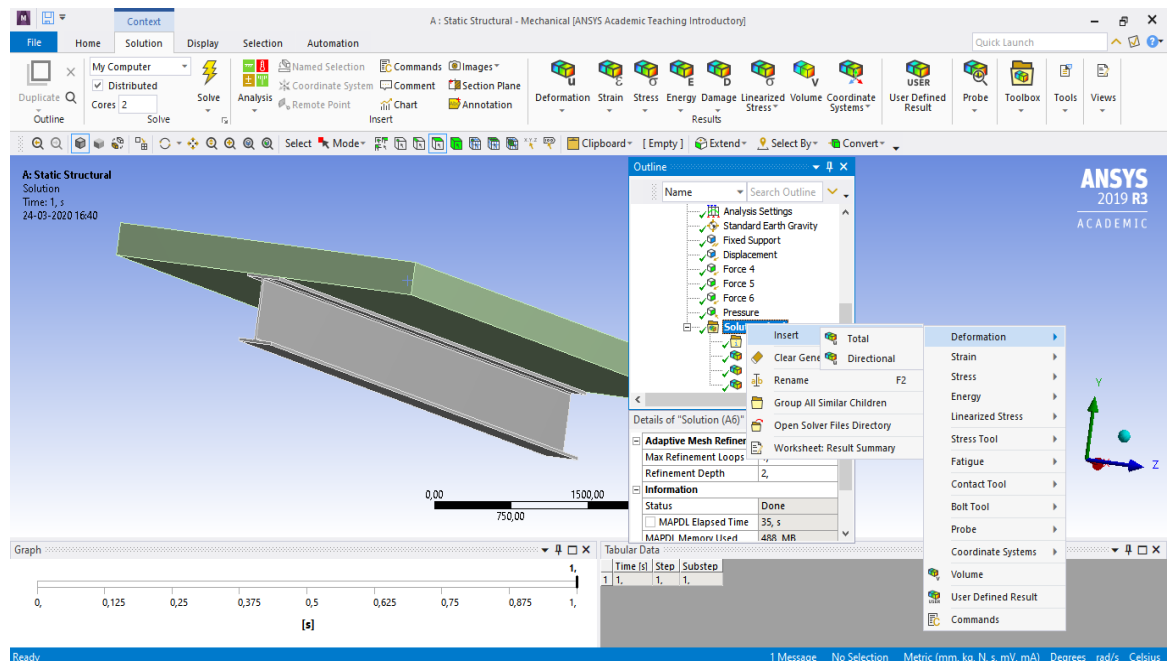 M
Context
A : Static Structural - Mechanical [ANSYS Academic Teaching Introductory]
File Home Solution Display Selection Automation
Quick Launch
Duplicate
Outline
My Computer
Distributed
Cores 2
Solve
Solve
Analysis
Named Selection
Coordinate System
Remote Point
Commands
Comment
Chart
Images
Section Plane
Annotation
Insert
u
ε
σ
E
D
σ
V
USER
Deformation Strain Stress Energy Damage Linearized Stress Volume Coordinate Systems User Defined Result
Results
Probe Toolbox Tools Views
Select Mode
Clipboard [ Empty ] Extend Select By Convert
A: Static Structural
Solution
Time: 1, s
24-03-2020 16:40
ANSYS
2019 R3
ACADEMIC
Outline
Name Search Outline
Analysis Settings
Standard Earth Gravity
Fixed Support
Displacement
Force 4
Force 5
Force 6
Pressure
Insert
Rename F2
Group All Similar Children
Open Solver Files Directory
Worksheet: Result Summary
Total
Directional
Deformation
Strain
Stress
Energy
Linearized Stress
Stress Tool
Fatigue
Contact Tool
Bolt Tool
Probe
Coordinate Systems
Volume
User Defined Result
Commands
Details of "Solution (A6)"
Max Refinement Loops
Refinement Depth 2,
Information
Status Done
MAPDL Elapsed Time 35, s
MAPDL Memory Used 488 MB
0,00 1500,00
750,00
Y
Z
Graph
1,
0, 0,125 0,25 0,375 0,5 0,625 0,75 0,875 1,
[s]
Tabular Data
Time [s] Step Substep
1 1, 1, 1,
Ready
1 Message No Selection Metric (mm, kg, N, s, mV, mA) Degrees rad/s Celsius